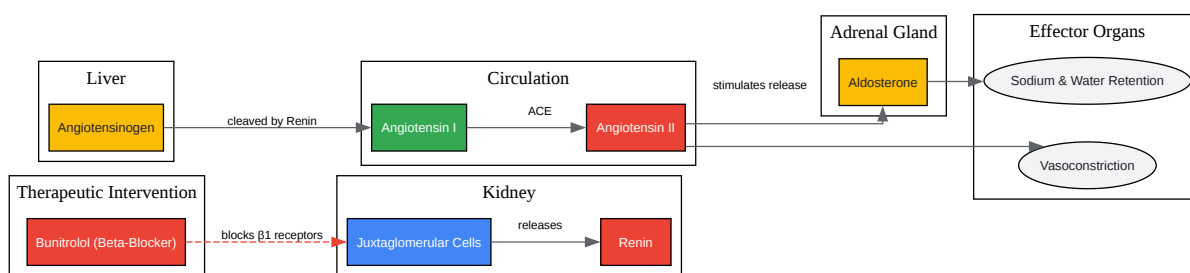 Adrenal Gland
Effector Organs
Liver
Circulation
stimulates release
Aldosterone
Sodium & Water Retention
Angiotensinogen
cleaved by Renin
Angiotensin I
ACE
Angiotensin II
Vasoconstriction
Therapeutic Intervention
Kidney
Bunitrolol (Beta-Blocker)
blocks β1 receptors
Juxtaglomerular Cells
releases
Renin